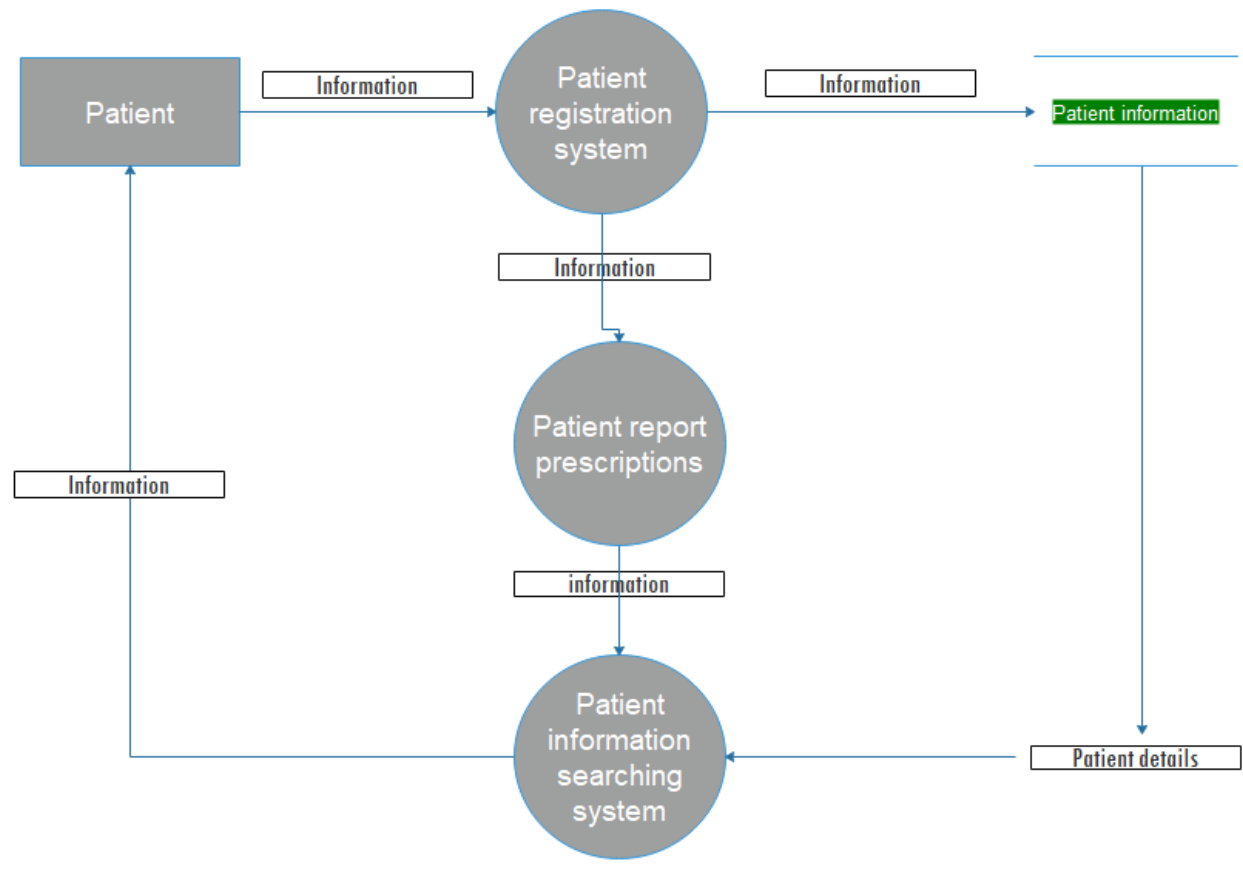 Patient
Information
Patient
registration
system
Information
Patient information
Information
Patient report
prescriptions
Information
information
Patient
information
searching
system
Patient details